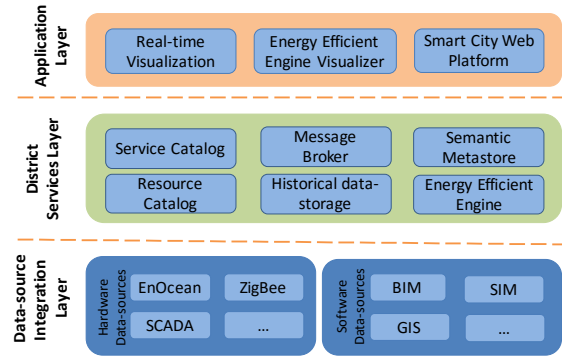 Application
Layer
Real-time
Visualization
Energy Efficient
Engine Visualizer
Smart City Web
Platform
District
Services Layer
Service Catalog
Message
Broker
Semantic
Metastore
Resource
Catalog
Historical data-
storage
Energy Efficient
Engine
Data-source
Integration
Layer
Hardware
Data-sources
EnOcean
ZigBee
SCADA
...
Software
Data-sources
BIM
SIM
GIS
...